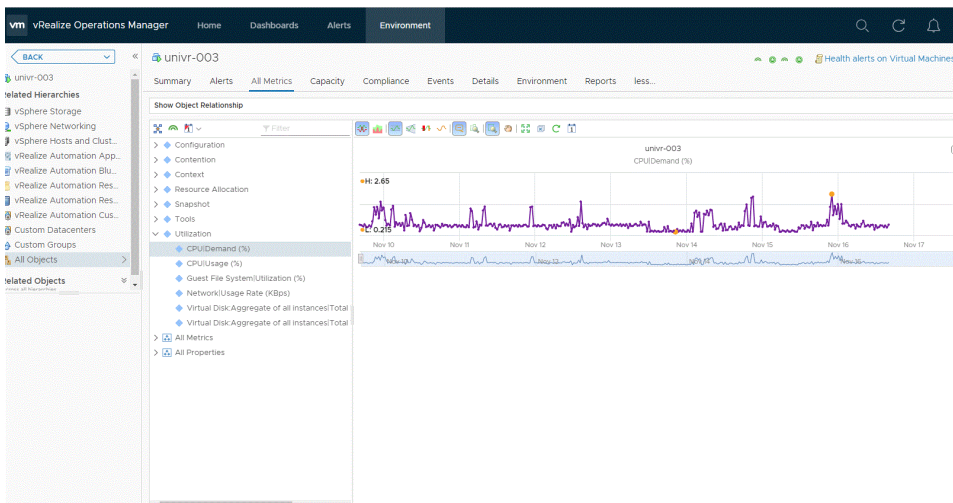 vm vRealize Operations Manager Home Dashboards Alerts Environment
BACK
univr-003
elated Hierarchies
vSphere Storage
vSphere Networking
vSphere Hosts and Clust...
vRealize Automation App...
vRealize Automation Blu...
vRealize Automation Res...
vRealize Automation Res...
vRealize Automation Cus...
Custom Datacenters
Custom Groups
All Objects
elated Objects
univr-003
Health alerts on Virtual Machines
Summary Alerts All Metrics Capacity Compliance Events Details Environment Reports less...
Show Object Relationship
Filter
Configuration
Contention
Context
Resource Allocation
Snapshot
Tools
Utilization
CPU|Demand (%)
CPU|Usage (%)
Guest File System|Utilization (%)
Network|Usage Rate (KBps)
Virtual Disk:Aggregate of all instances|Total
Virtual Disk:Aggregate of all instances|Total
All Metrics
All Properties
univr-003
CPU|Demand (%)
H: 2.65
L: 0.215
Nov 10 Nov 11 Nov 12 Nov 13 Nov 14 Nov 15 Nov 16 Nov 17